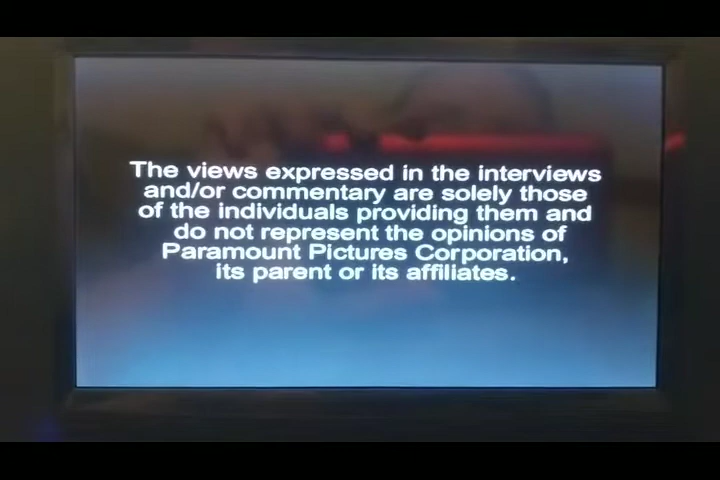 The views expressed in the interviews
and/or commentary are solely those
of the individuals providing them and
do not represent the opinions of
Paramount Pictures Corporation,
its parent or its affiliates.